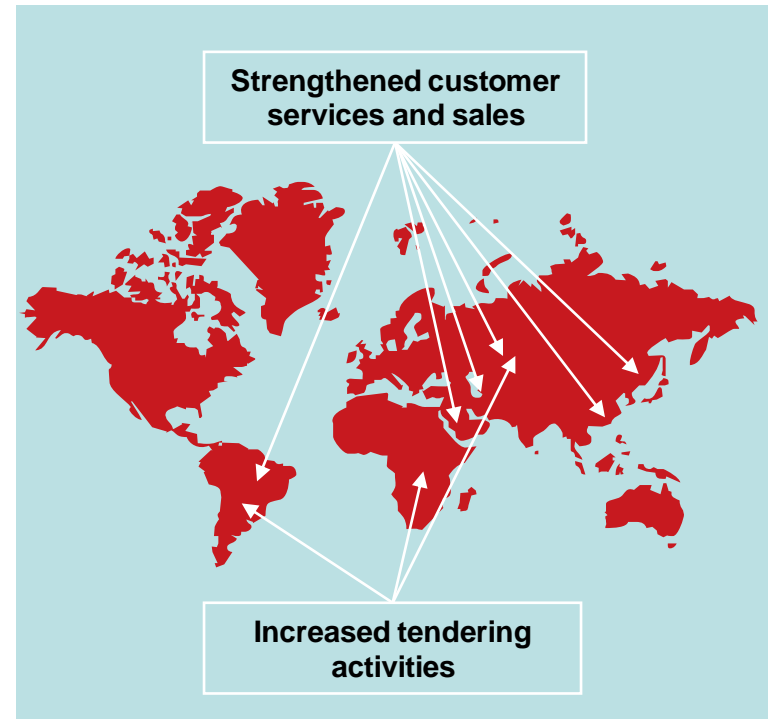 Strengthened customer
services and sales
Increased tendering
activities